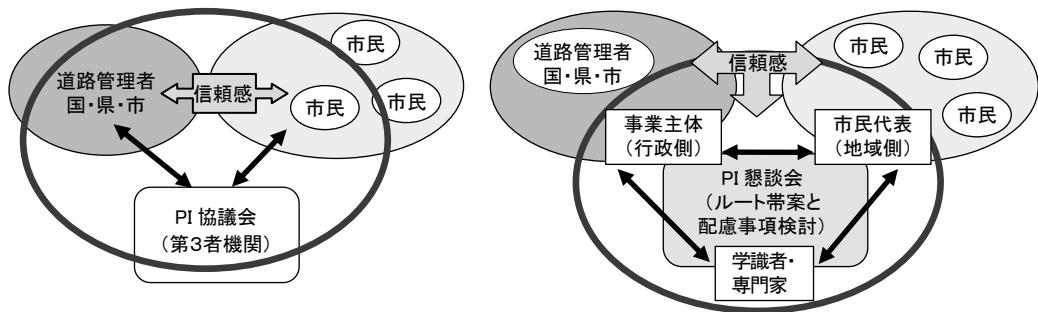 市民
道路管理者
国・県・市
信頼感
市民
市民
PI 協議会
（第３者機関）
道路管理者
国・県・市
信頼感
市民
市民
市民
事業主体
（行政側）
市民代表
（地域側）
PI 懇談会
（ルート帯案と
配慮事項検討）
学識者・
専門家